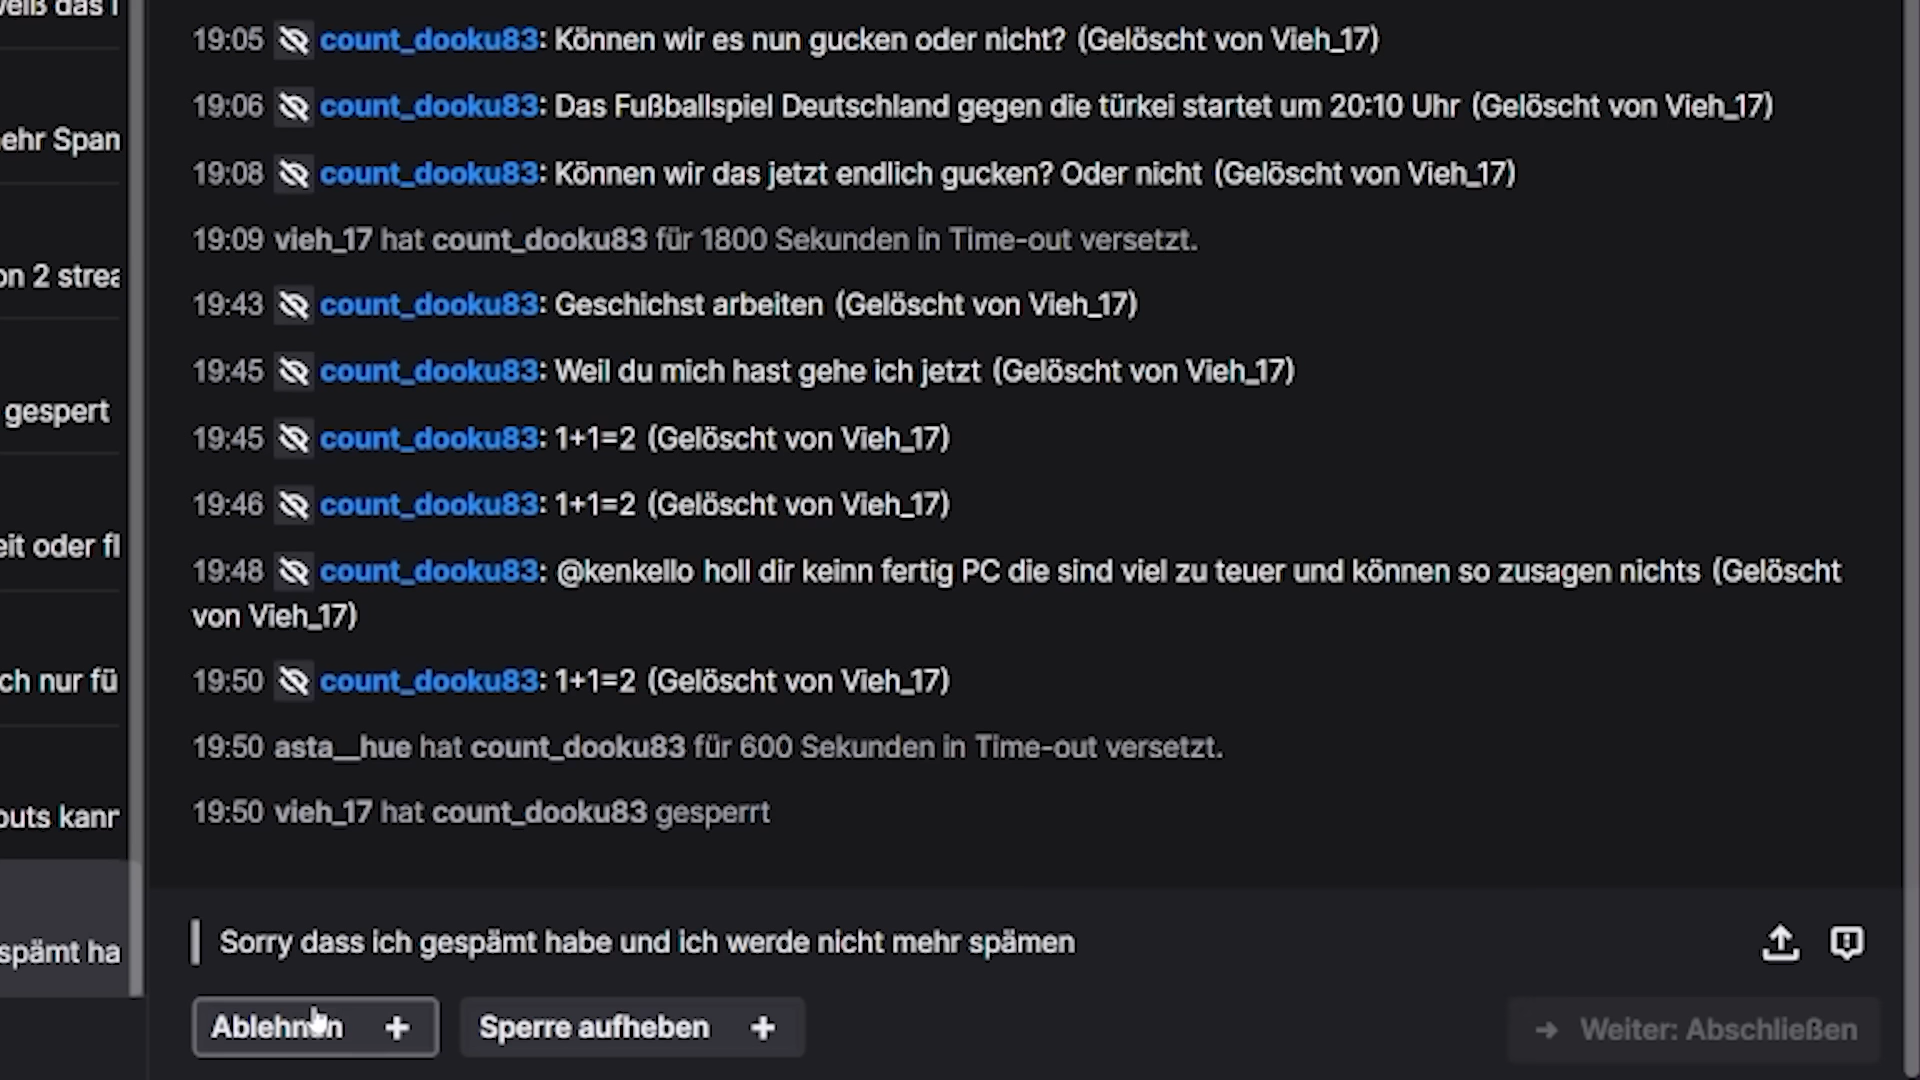 weiß das
19:05 count_dooku83: Können wir es nun gucken oder nicht? (Gelöscht von Vieh_17)
19:06 count_dooku83: Das Fußballspiel Deutschland gegen die türkei startet um 20:10 Uhr (Gelöscht von Vieh_17)
ehr Span
19:08 count_dooku83: Können wir das jetzt endlich gucken? Oder nicht (Gelöscht von Vieh_17)
19:09 vieh_17 hat count_dooku83 für 1800 Sekunden in Time-out versetzt.
on 2 strea
19:43 count_dooku83: Geschichst arbeiten (Gelöscht von Vieh_17)
19:45 count_dooku83: Weil du mich hast gehe ich jetzt (Gelöscht von Vieh_17)
gespert
19:45 count_dooku83: 1+1=2 (Gelöscht von Vieh_17)
19:46 count_dooku83: 1+1=2 (Gelöscht von Vieh_17)
eit oder fl
19:48 count_dooku83: @kenkello holl dir keinn fertig PC die sind viel zu teuer und können so zusagen nichts (Gelöscht
von Vieh_17)
ch nur fü
19:50 count_dooku83: 1+1=2 (Gelöscht von Vieh_17)
19:50 asta__hue hat count_dooku83 für 600 Sekunden in Time-out versetzt.
outs kann
19:50 vieh_17 hat count_dooku83 gesperrt
spämt ha
Sorry dass ich gespämt habe und ich werde nicht mehr spämen
Ablehnen +
Sperre aufheben +
→ Weiter: Abschließen